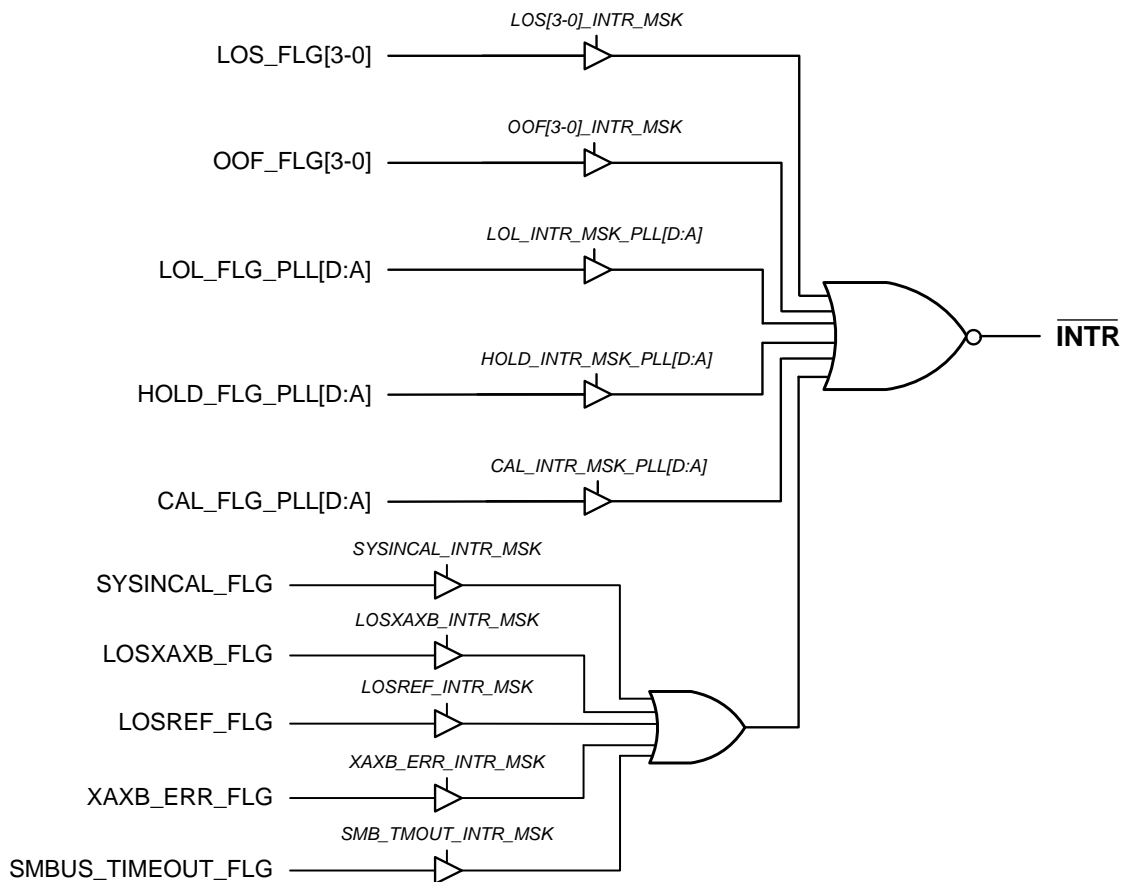 LOS[3-0]_INTR_MSK
LOS_FLG[3-0]
OOF[3-0]_INTR_MSK
OOF_FLG[3-0]
LOL_INTR_MSK_PLL[D:A]
LOL_FLG_PLL[D:A]
INTR
HOLD_INTR_MSK_PLL[D:A]
HOLD_FLG_PLL[D:A]
CAL_INTR_MSK_PLL[D:A]
CAL_FLG_PLL[D:A]
SYSINCAL_INTR_MSK
SYSINCAL_FLG
LOSXAXB_INTR_MSK
LOSXAXB_FLG
LOSREF_INTR_MSK
LOSREF_FLG
XAXB_ERR_INTR_MSK
XAXB_ERR_FLG
SMB_TMOUT_INTR_MSK
SMBUS_TIMEOUT_FLG